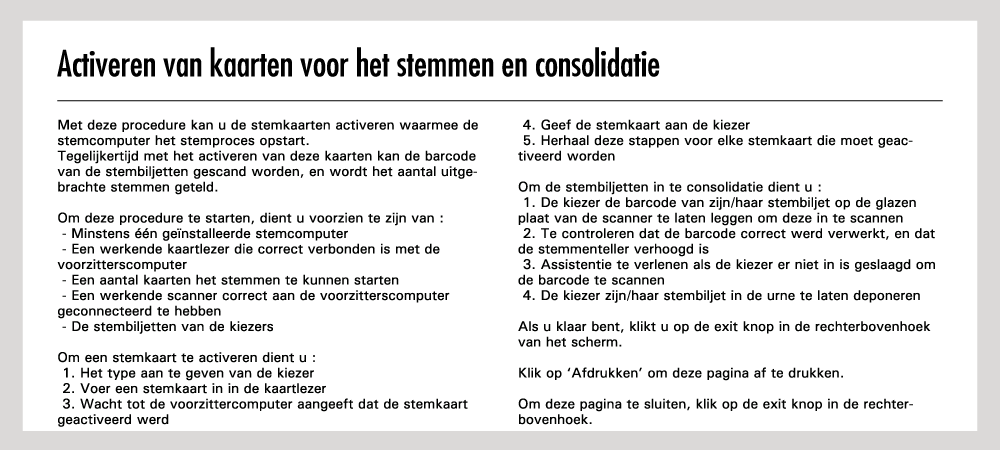 Activeren van kaarten voor het stemmen en consolidatie
Met deze procedure kan u de stemkaarten activeren waarmee de
stemcomputer het stemproces opstart.
Tegelijkertijd met het activeren van deze kaarten kan de barcode
van de stembiljetten gescand worden, en wordt het aantal uitge-
brachte stemmen geteld.
Om deze procedure te starten, dient u voorzien te zijn van :
- Minstens één geïnstalleerde stemcomputer
- Een werkende kaartlezer die correct verbonden is met de
voorzitterscomputer
- Een aantal kaarten het stemmen te kunnen starten
- Een werkende scanner correct aan de voorzitterscomputer
geconnecteerd te hebben
- De stembiljetten van de kiezers
Om een stemkaart te activeren dient u :
1. Het type aan te geven van de kiezer
2. Voer een stemkaart in in de kaartlezer
3. Wacht tot de voorzittercomputer aangeeft dat de stemkaart
geactiveerd werd
4. Geef de stemkaart aan de kiezer
5. Herhaal deze stappen voor elke stemkaart die moet geac-
tiveerd worden
Om de stembiljetten in te consolidatie dient u :
1. De kiezer de barcode van zijn/haar stembiljet op de glazen
plaat van de scanner te laten leggen om deze in te scannen
2. Te controleren dat de barcode correct werd verwerkt, en dat
de stemmenteller verhoogd is
3. Assistentie te verlenen als de kiezer er niet in is geslaagd om
de barcode te scannen
4. De kiezer zijn/haar stembiljet in de urne te laten deponeren
Als u klaar bent, klikt u op de exit knop in de rechterbovenhoek
van het scherm.
Klik op ‘Afdrukken’ om deze pagina af te drukken.
Om deze pagina te sluiten, klik op de exit knop in de rechter-
bovenhoek.